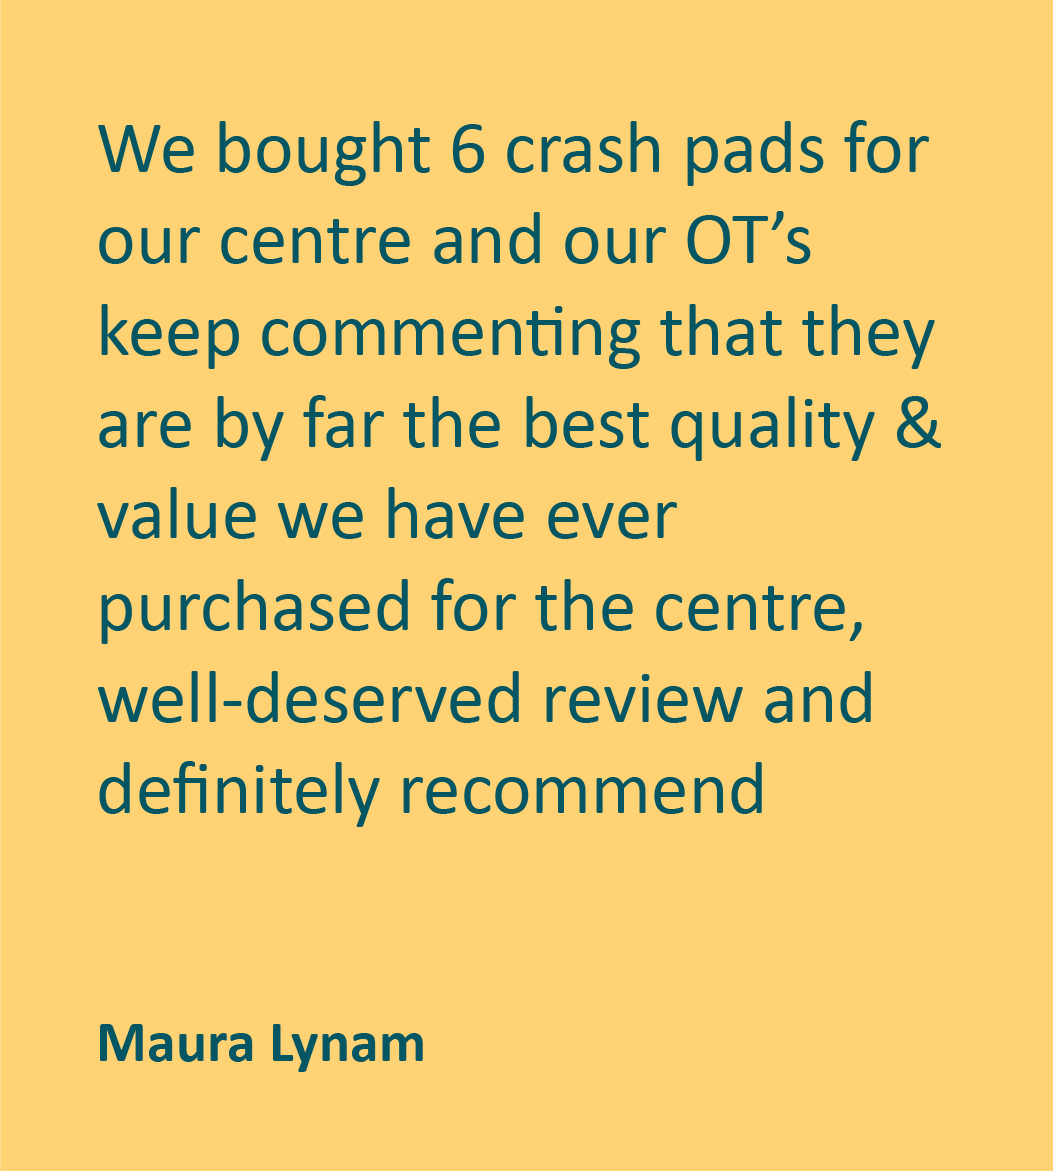 We bought 6 crash pads for
our centre and our OT’s
keep commenting that they
are by far the best quality &
value we have ever
purchased for the centre,
well-deserved review and
definitely recommend
Maura Lynam